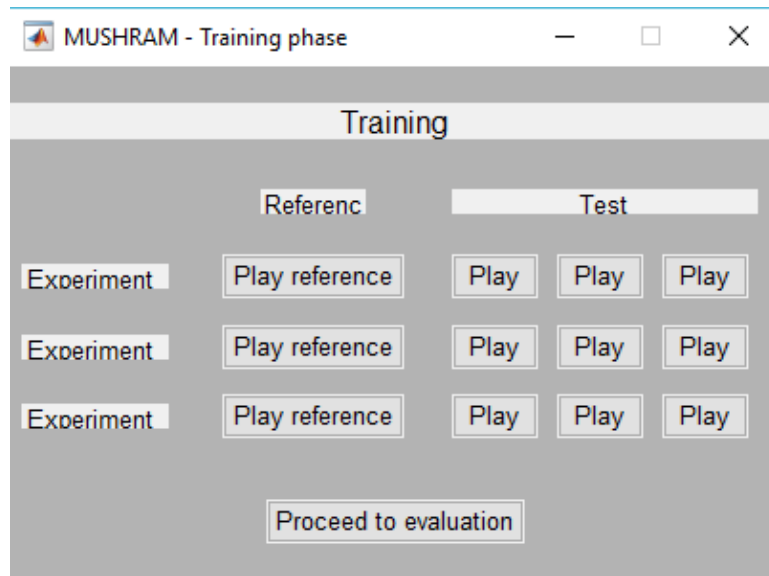 MUSHRAM - Training phase
Training
Referenc Test
Experiment Play reference Play Play Play
Experiment Play reference Play Play Play
Experiment Play reference Play Play Play
Proceed to evaluation